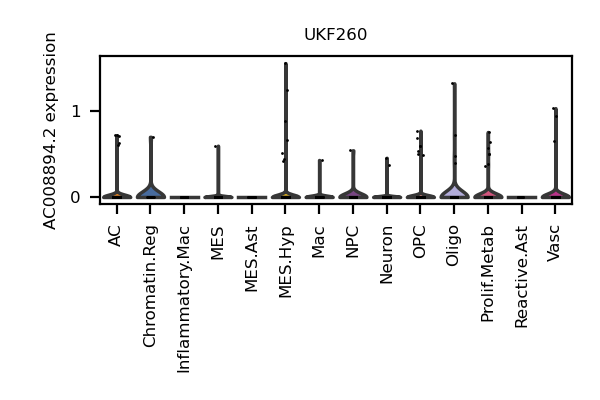 UKF260
AC008894.2 expression
1
0
AC
Chromatin.Reg
Inflammatory.Mac
MES
MES.Ast
MES.Hyp
Mac
NPC
Neuron
OPC
Oligo
Prolif.Metab
Reactive.Ast
Vasc